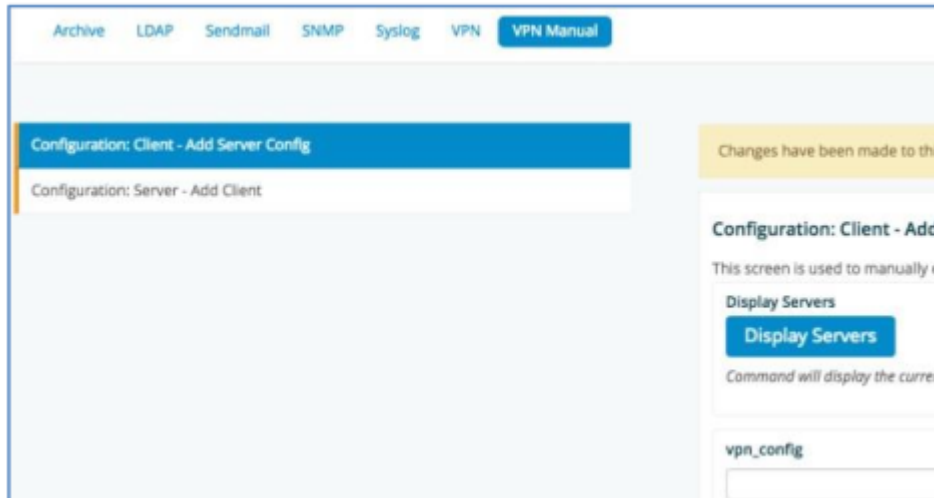 Archive LDAP Sendmail SNMP Syslog VPN VPN Manual
Configuration: Client - Add Server Config
Configuration: Server - Add Client
Changes have been made to the
Configuration: Client - Add
This screen is used to manually
Display Servers
Display Servers
Command will display the curre
vpn_config